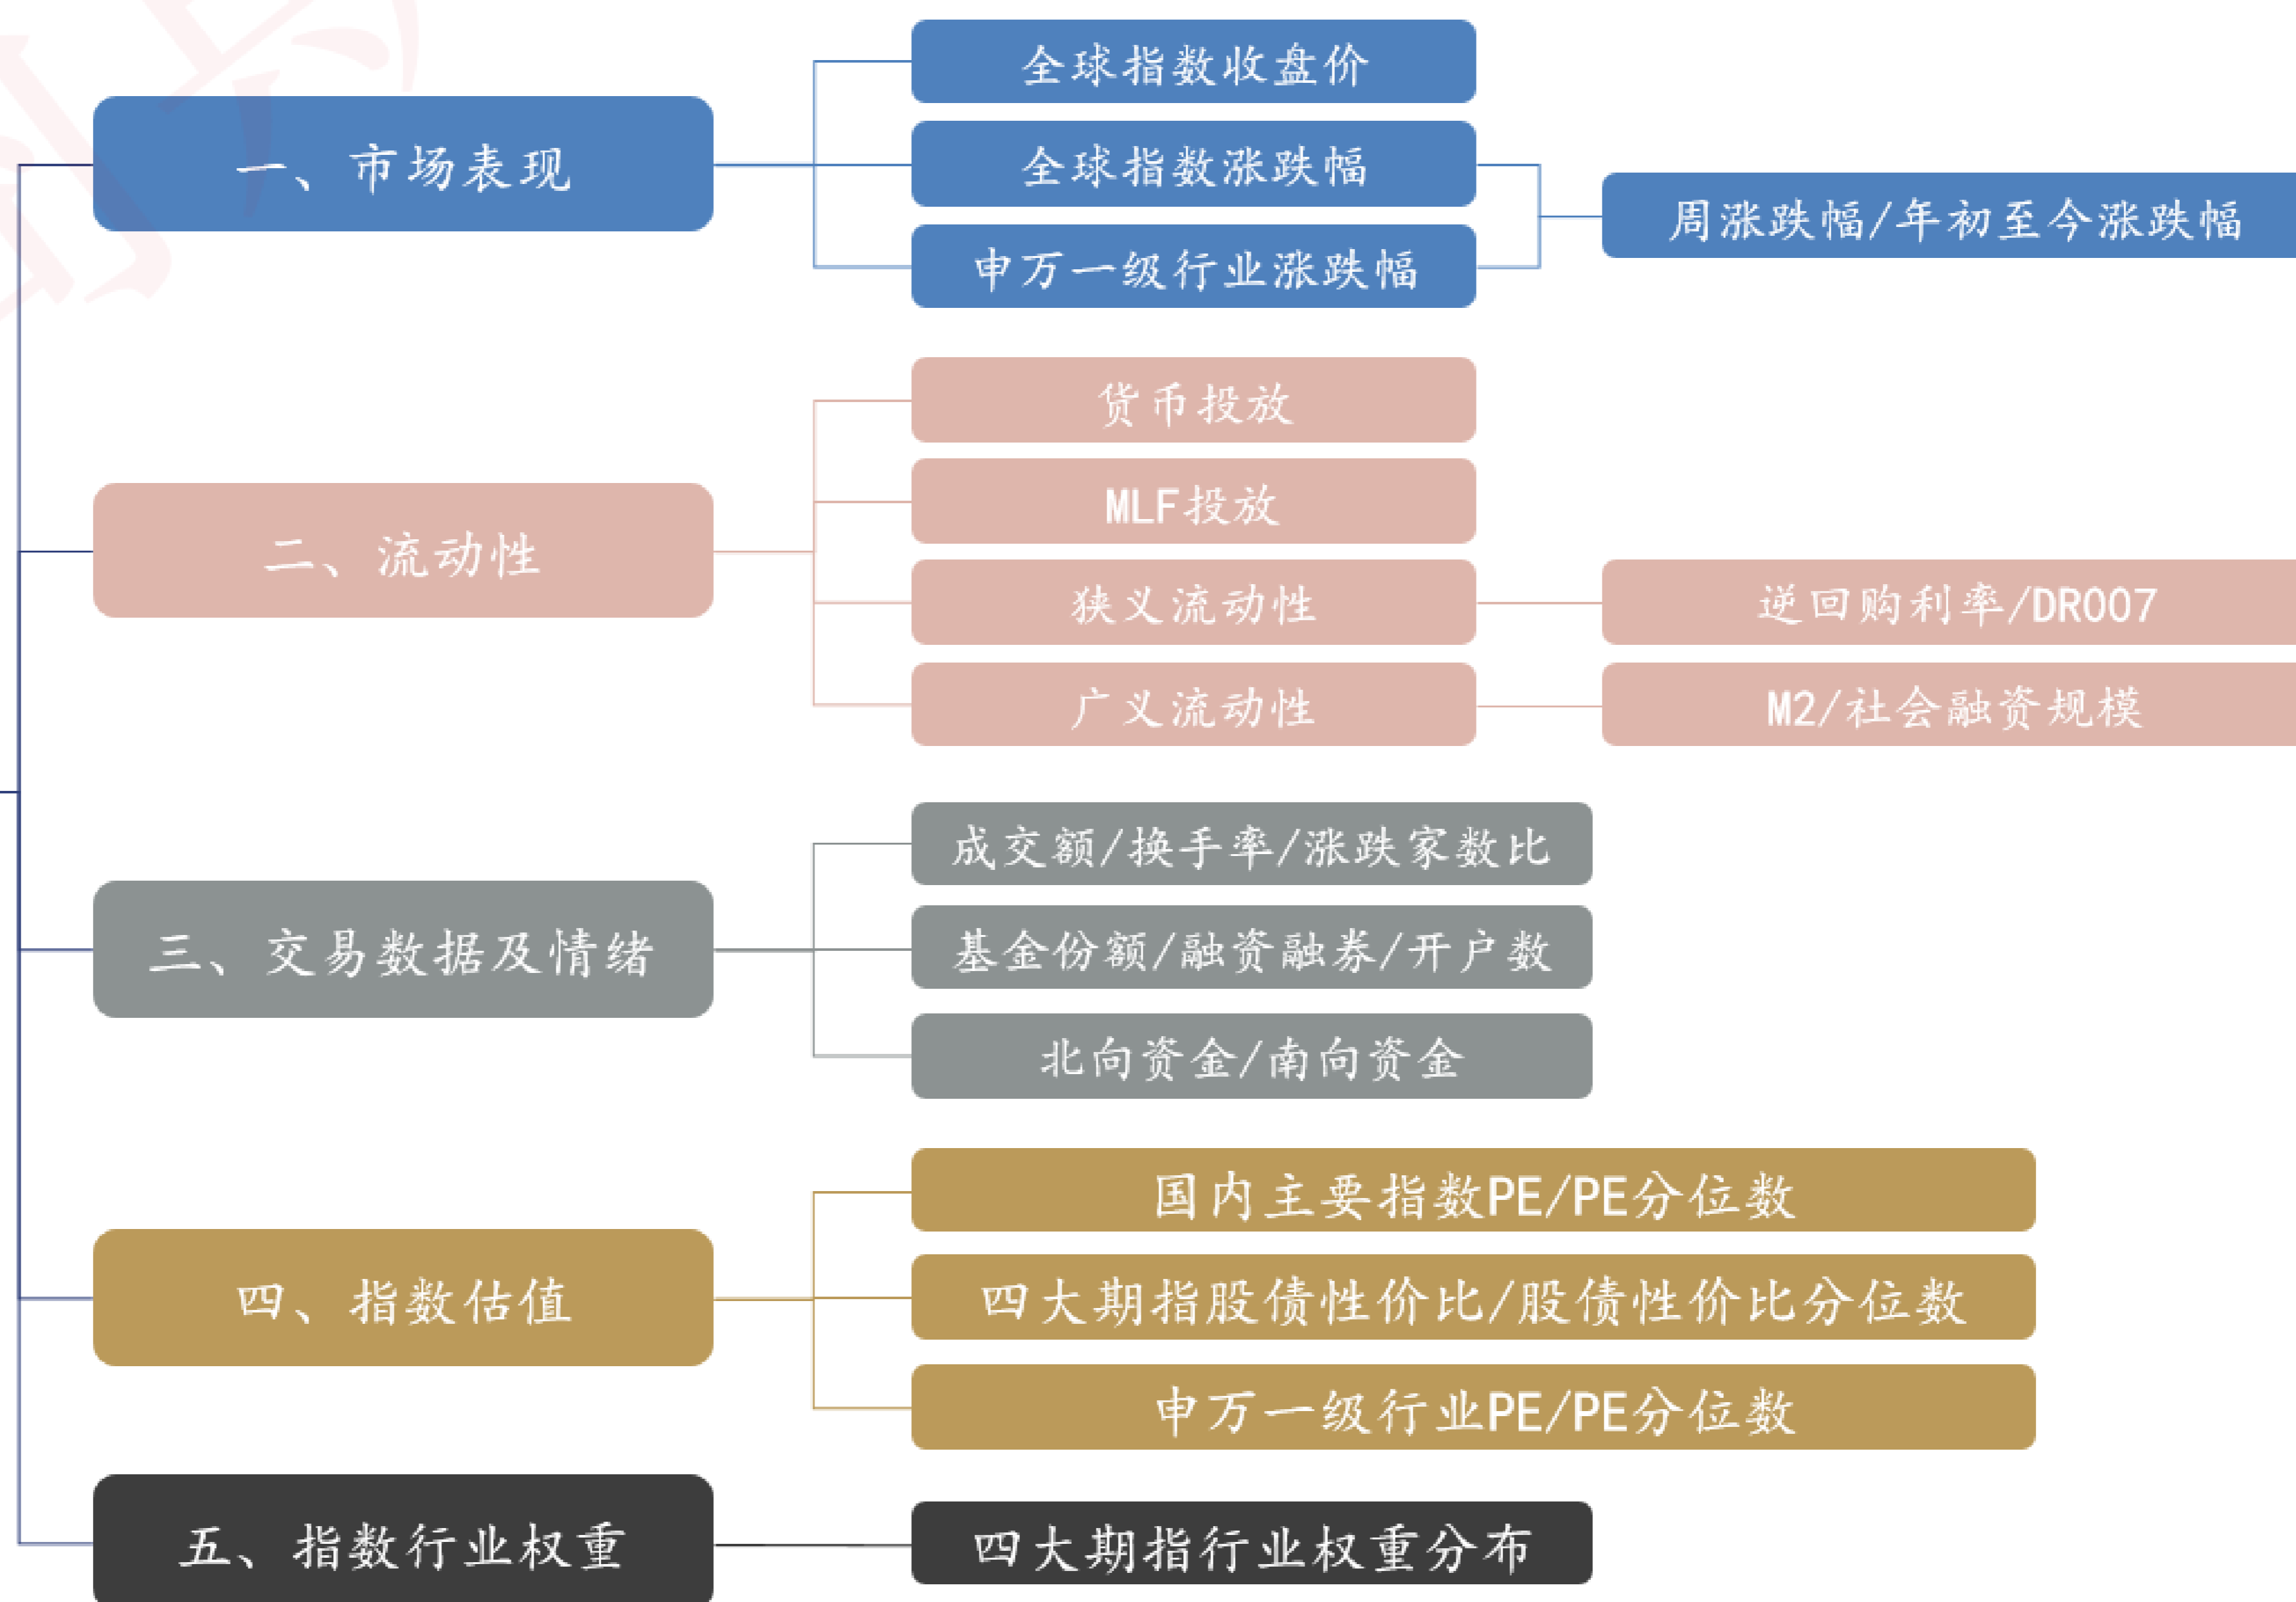 一、市场表现
全球指数收盘价
全球指数涨跌幅
申万一级行业涨跌幅
周涨跌幅/年初至今涨跌幅
二、流动性
货币投放
MLF投放
狭义流动性
逆回购利率/DR007
广义流动性
M2/社会融资规模
三、交易数据及情绪
成交额/换手率/涨跌家数比
基金份额/融资融券/开户数
北向资金/南向资金
四、指数估值
国内主要指数PE/PE分位数
四大期指股债性价比/股债性价比分位数
申万一级行业PE/PE分位数
五、指数行业权重
四大期指行业权重分布